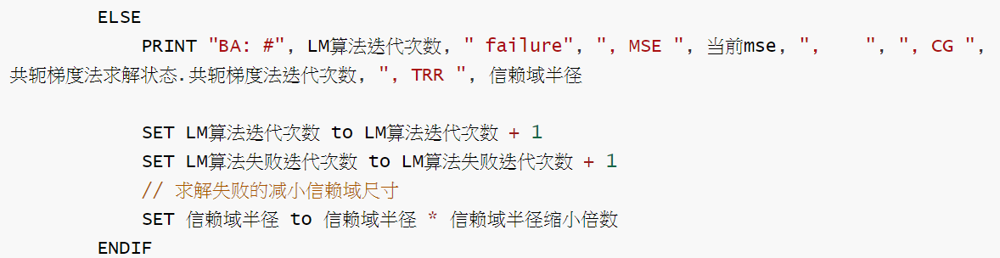 ELSE
PRINT "BA: #", LM算法迭代次数, " failure", ", MSE ", 当前mse, ",    ", ", CG ",
共轭梯度法求解状态.共轭梯度法迭代次数, ", TRR ", 信赖域半径
SET LM算法迭代次数 to LM算法迭代次数 + 1
SET LM算法失败迭代次数 to LM算法失败迭代次数 + 1
// 求解失败的减小信赖域尺寸
SET 信赖域半径 to 信赖域半径 * 信赖域半径缩小倍数
ENDIF